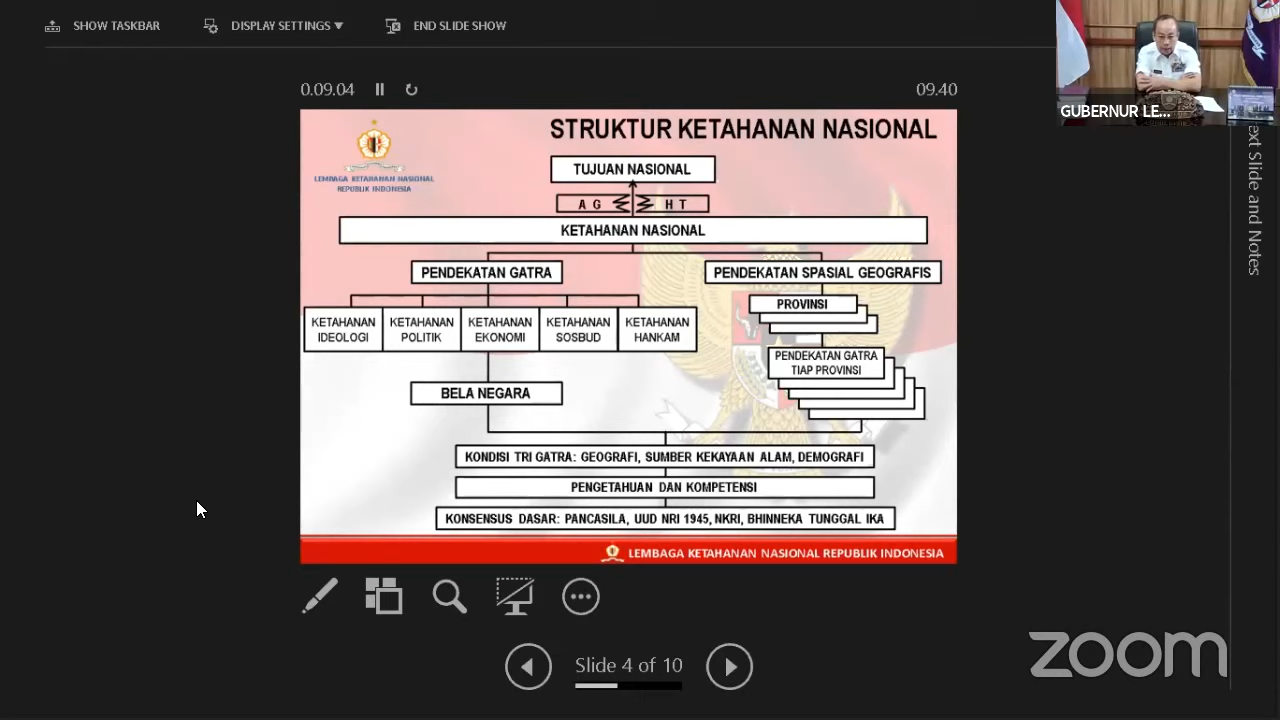 SHOW TASKBAR
DISPLAY SETTINGS
END SLIDE SHOW
0.09.04
09.40
GUBERNUR LE...
ext Slide and Notes
LEMBAGA KETAHANAN NASIONAL
REPUBLIK INDONESIA
STRUKTUR KETAHANAN NASIONAL
TUJUAN NASIONAL
A G
H T
KETAHANAN NASIONAL
PENDEKATAN GATRA
PENDEKATAN SPASIAL GEOGRAFIS
KETAHANAN
IDEOLOGI
KETAHANAN
POLITIK
KETAHANAN
EKONOMI
KETAHANAN
SOSBUD
KETAHANAN
HANKAM
PROVINSI
PENDEKATAN GATRA
TIAP PROVINSI
BELA NEGARA
KONDISI TRI GATRA: GEOGRAFI, SUMBER KEKAYAAN ALAM, DEMOGRAFI
PENGETAHUAN DAN KOMPETENSI
KONSENSUS DASAR: PANCASILA, UUD NRI 1945, NKRI, BHINNEKA TUNGGAL IKA
LEMBAGA KETAHANAN NASIONAL REPUBLIK INDONESIA
Slide 4 of 10
zoom